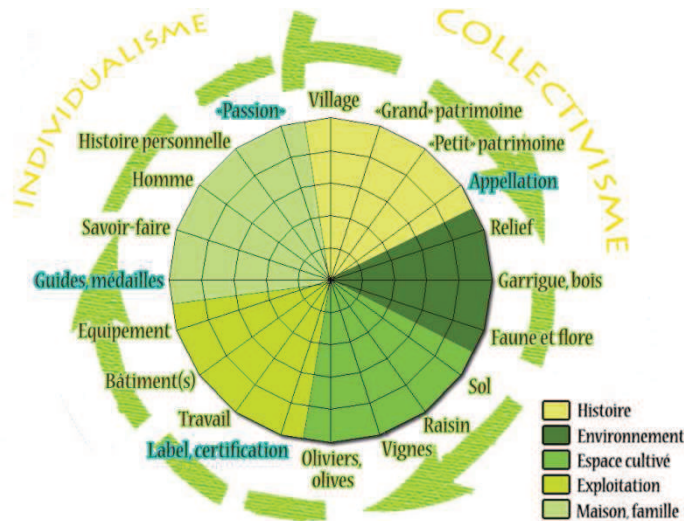 INDIVIDUALISME
COLLECTIVISME
Village
«Grand» patrimoine
«Petit» patrimoine
Appellation
Relief
Garrigue, bois
Faune et flore
Sol
Raisin
Vignes
Oliviers,
olives
Label, certification
Travail
Bâtiment(s)
Equipement
Guides, médailles
Savoir-faire
Homme
Histoire personnelle
«Passion»
Histoire
Environnement
Espace cultivé
Exploitation
Maison, famille